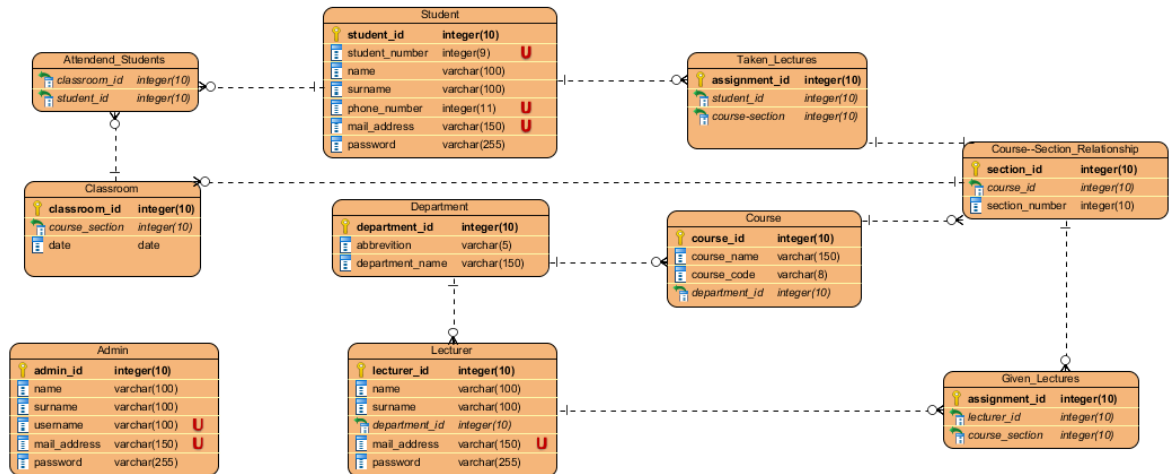 Student
student_id integer(10)
student_number integer(9) U
name varchar(100)
surname varchar(100)
phone_number integer(11) U
mail_address varchar(150) U
password varchar(255)
Attendend_Students
classroom_id integer(10)
student_id integer(10)
Taken_Lectures
assignment_id integer(10)
student_id integer(10)
course-section integer(10)
Course--Section_Relationship
section_id integer(10)
course_id integer(10)
section_number integer(10)
Classroom
classroom_id integer(10)
course_section integer(10)
date date
Department
department_id integer(10)
abbrevition varchar(5)
department_name varchar(150)
Course
course_id integer(10)
course_name varchar(150)
course_code varchar(8)
department_id integer(10)
Admin
admin_id integer(10)
name varchar(100)
surname varchar(100)
username varchar(100) U
mail_address varchar(150) U
password varchar(255)
Lecturer
lecturer_id integer(10)
name varchar(100)
surname varchar(100)
department_id integer(10)
mail_address varchar(150) U
password varchar(255)
Given_Lectures
assignment_id integer(10)
lecturer_id integer(10)
course_section integer(10)